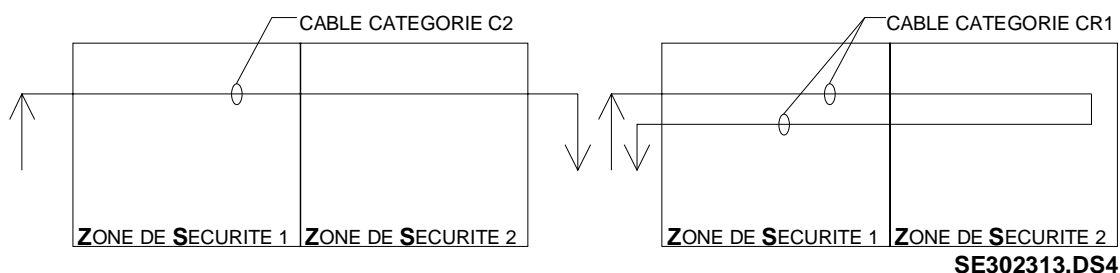 CABLE CATEGORIE C2
CABLE CATEGORIE CR1
ZONE DE SECURITE 1
ZONE DE SECURITE 2
ZONE DE SECURITE 1
ZONE DE SECURITE 2
SE302313.DS4